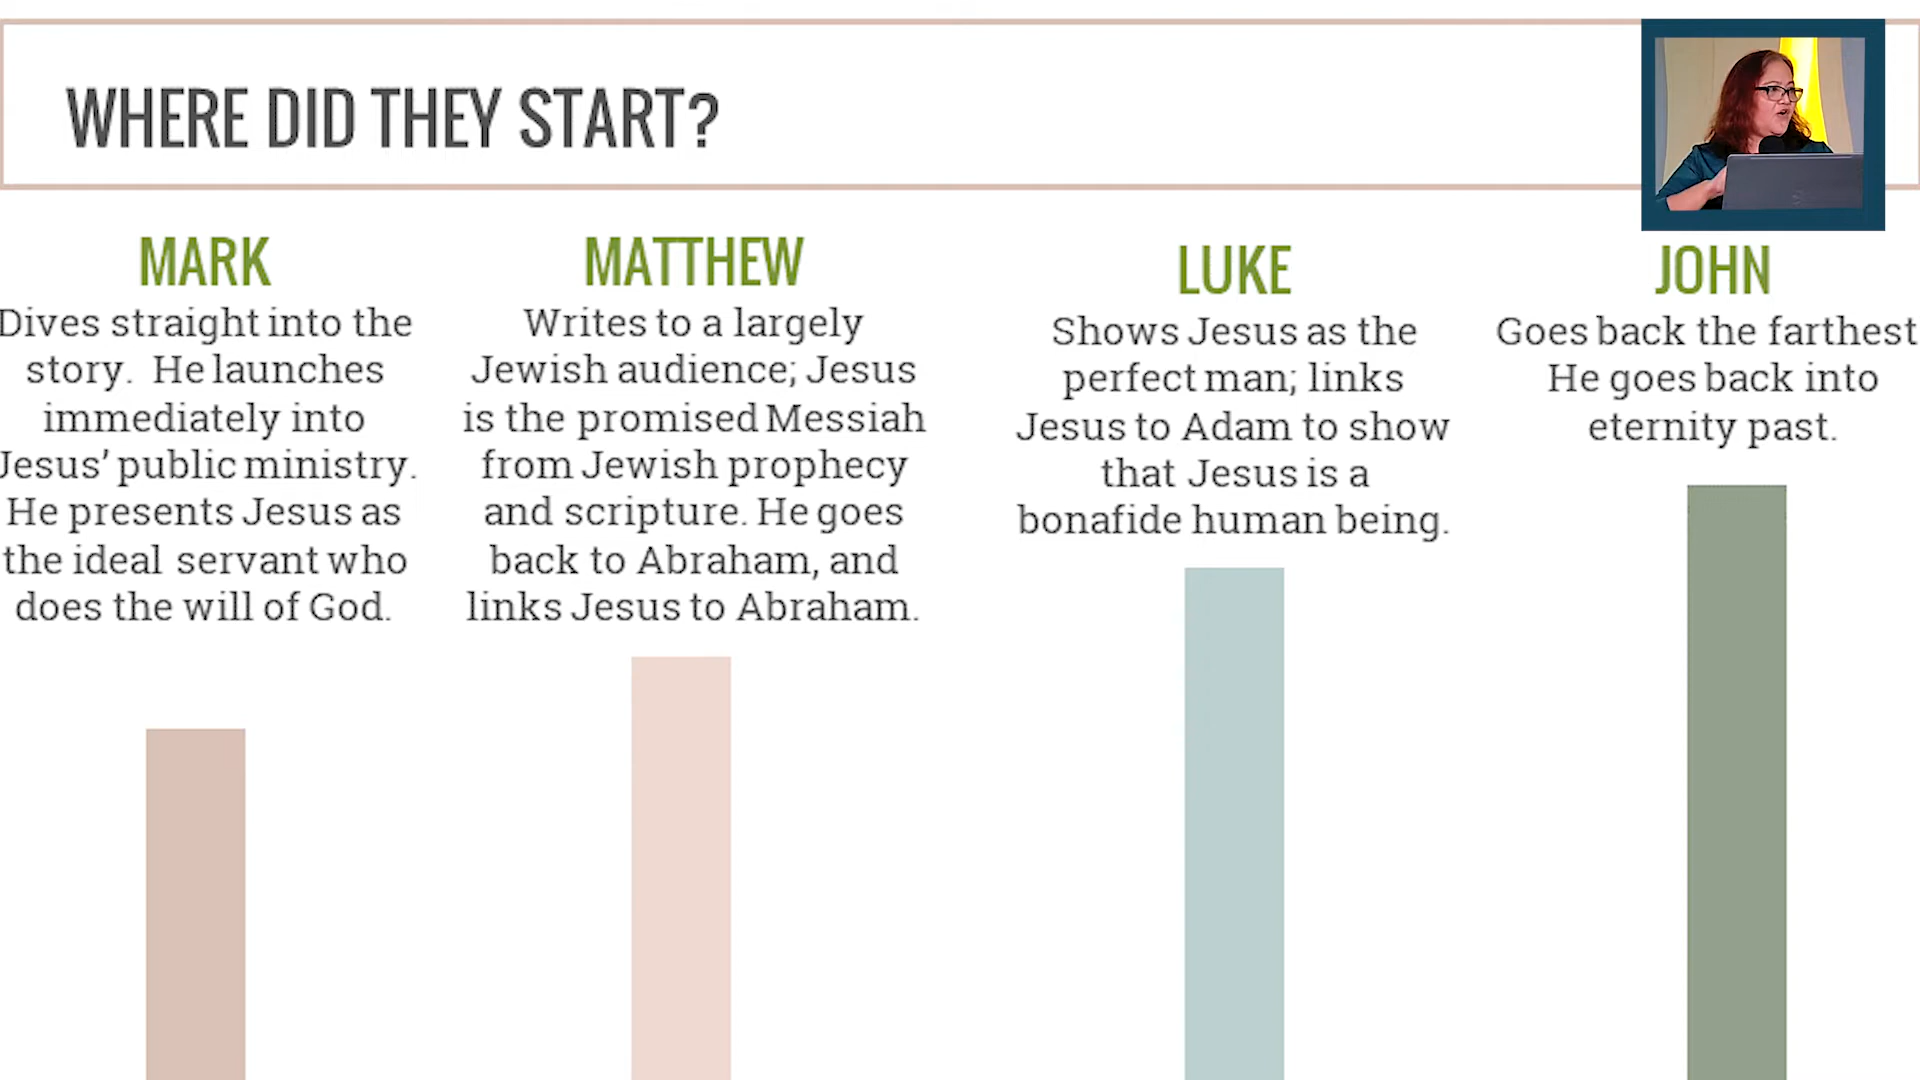 WHERE DID THEY START?
MARK
Dives straight into the
story. He launches
immediately into
Jesus’ public ministry.
He presents Jesus as
the ideal servant who
does the will of God.
MATTHEW
Writes to a largely
Jewish audience; Jesus
is the promised Messiah
from Jewish prophecy
and scripture. He goes
back to Abraham, and
links Jesus to Abraham.
LUKE
Shows Jesus as the
perfect man; links
Jesus to Adam to show
that Jesus is a
bonafide human being.
JOHN
Goes back the farthest
He goes back into
eternity past.